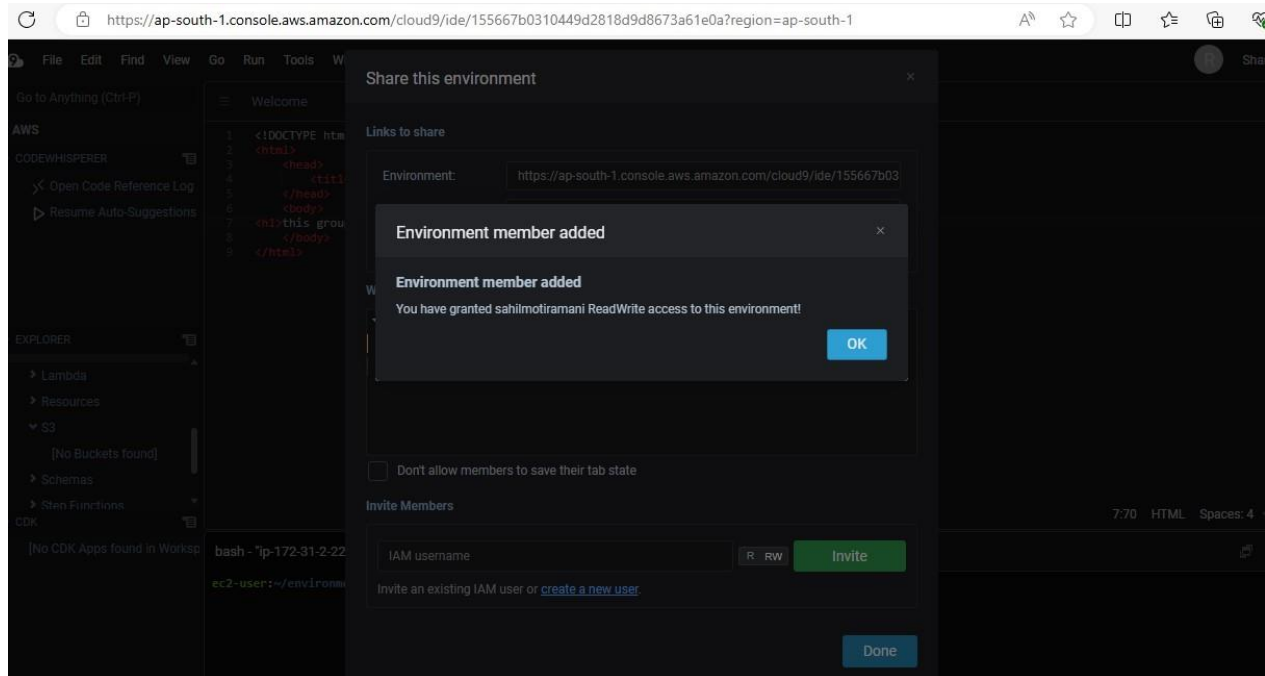 https://ap-south-1.console.aws.amazon.com/cloud9/ide/155667b0310449d2818d9d8673a61e0a?region=ap-south-1
File Edit Find View Go Run Tools W
R Sha
Go to Anything (Ctrl-P)
Welcome
AWS
CODEWHISPERER
Open Code Reference Log
Resume Auto-Suggestions
1 <!DOCTYPE htm
2 <html>
3 <head>
4 <titl
5 </head>
6 <body>
7 <h1>this grou
8 </body>
9 </html>
EXPLORER
Lambda
Resources
S3
[No Buckets found]
Schemas
Step Functions
CDK
[No CDK Apps found in Worksp
Share this environment
Links to share
Environment: https://ap-south-1.console.aws.amazon.com/cloud9/ide/155667b03
Environment member added
Environment member added
You have granted sahilmotiramani ReadWrite access to this environment!
OK
W
Don't allow members to save their tab state
Invite Members
IAM username R RW Invite
Invite an existing IAM user or create a new user.
Done
7:70 HTML Spaces: 4
bash - "ip-172-31-2-22
ec2-user:~/environme